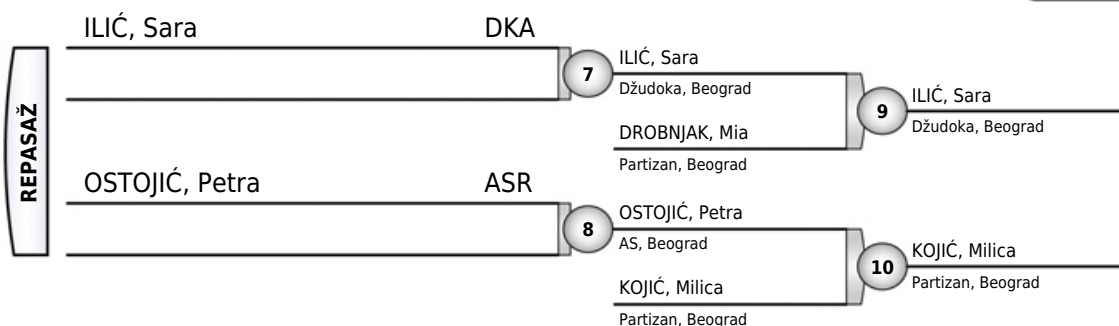 REPASAŽ
ILIĆ, Sara DKA
7
ILIĆ, Sara
Džudoka, Beograd
DROBNJAK, Mia
Partizan, Beograd
9
ILIĆ, Sara
Džudoka, Beograd
OSTOJIĆ, Petra ASR
8
OSTOJIĆ, Petra
AS, Beograd
KOJIĆ, Milica
Partizan, Beograd
10
KOJIĆ, Milica
Partizan, Beograd